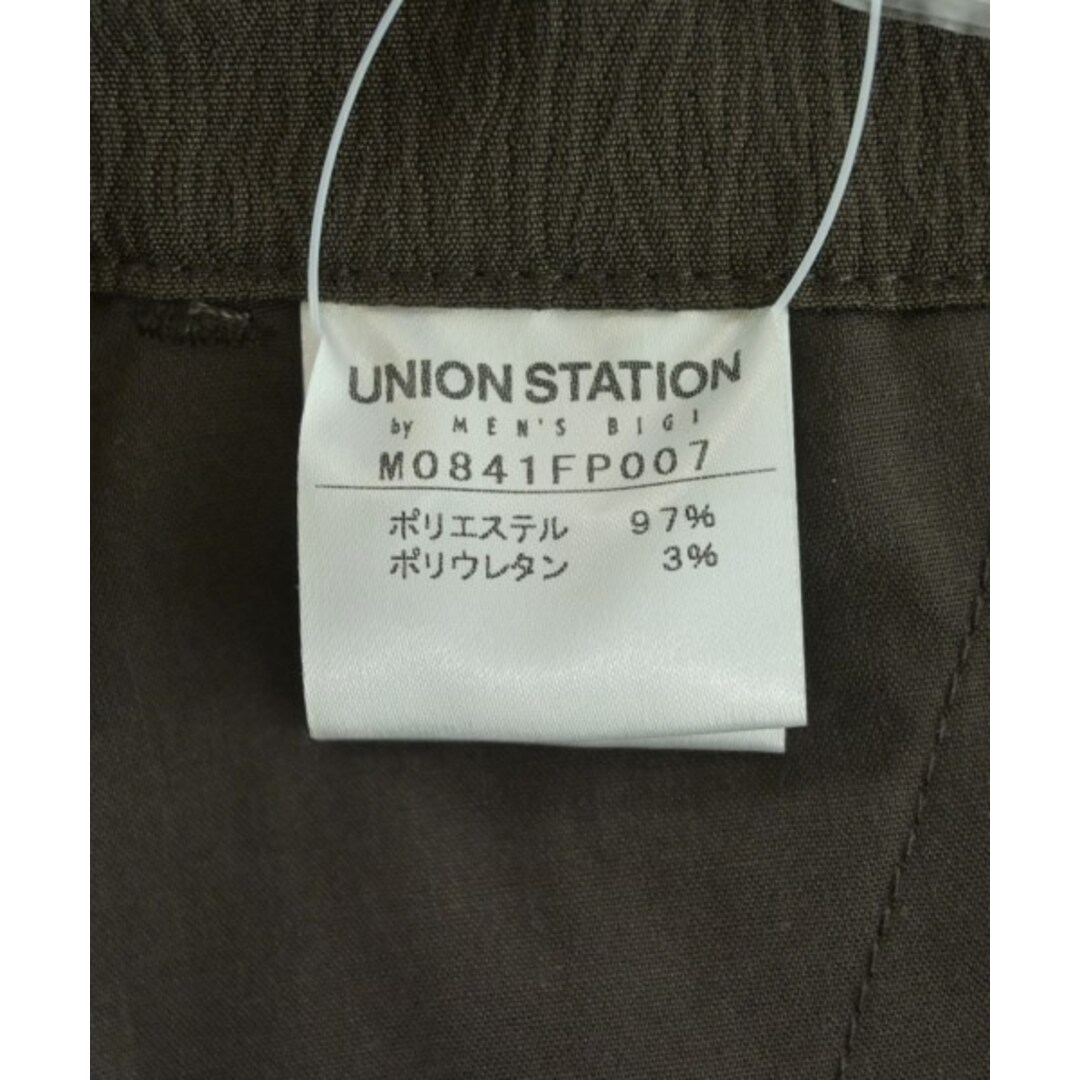 UNION STATION
by MEN'S BIGI
M0841FP007
ポリエステル 97%
ポリウレタン 3%